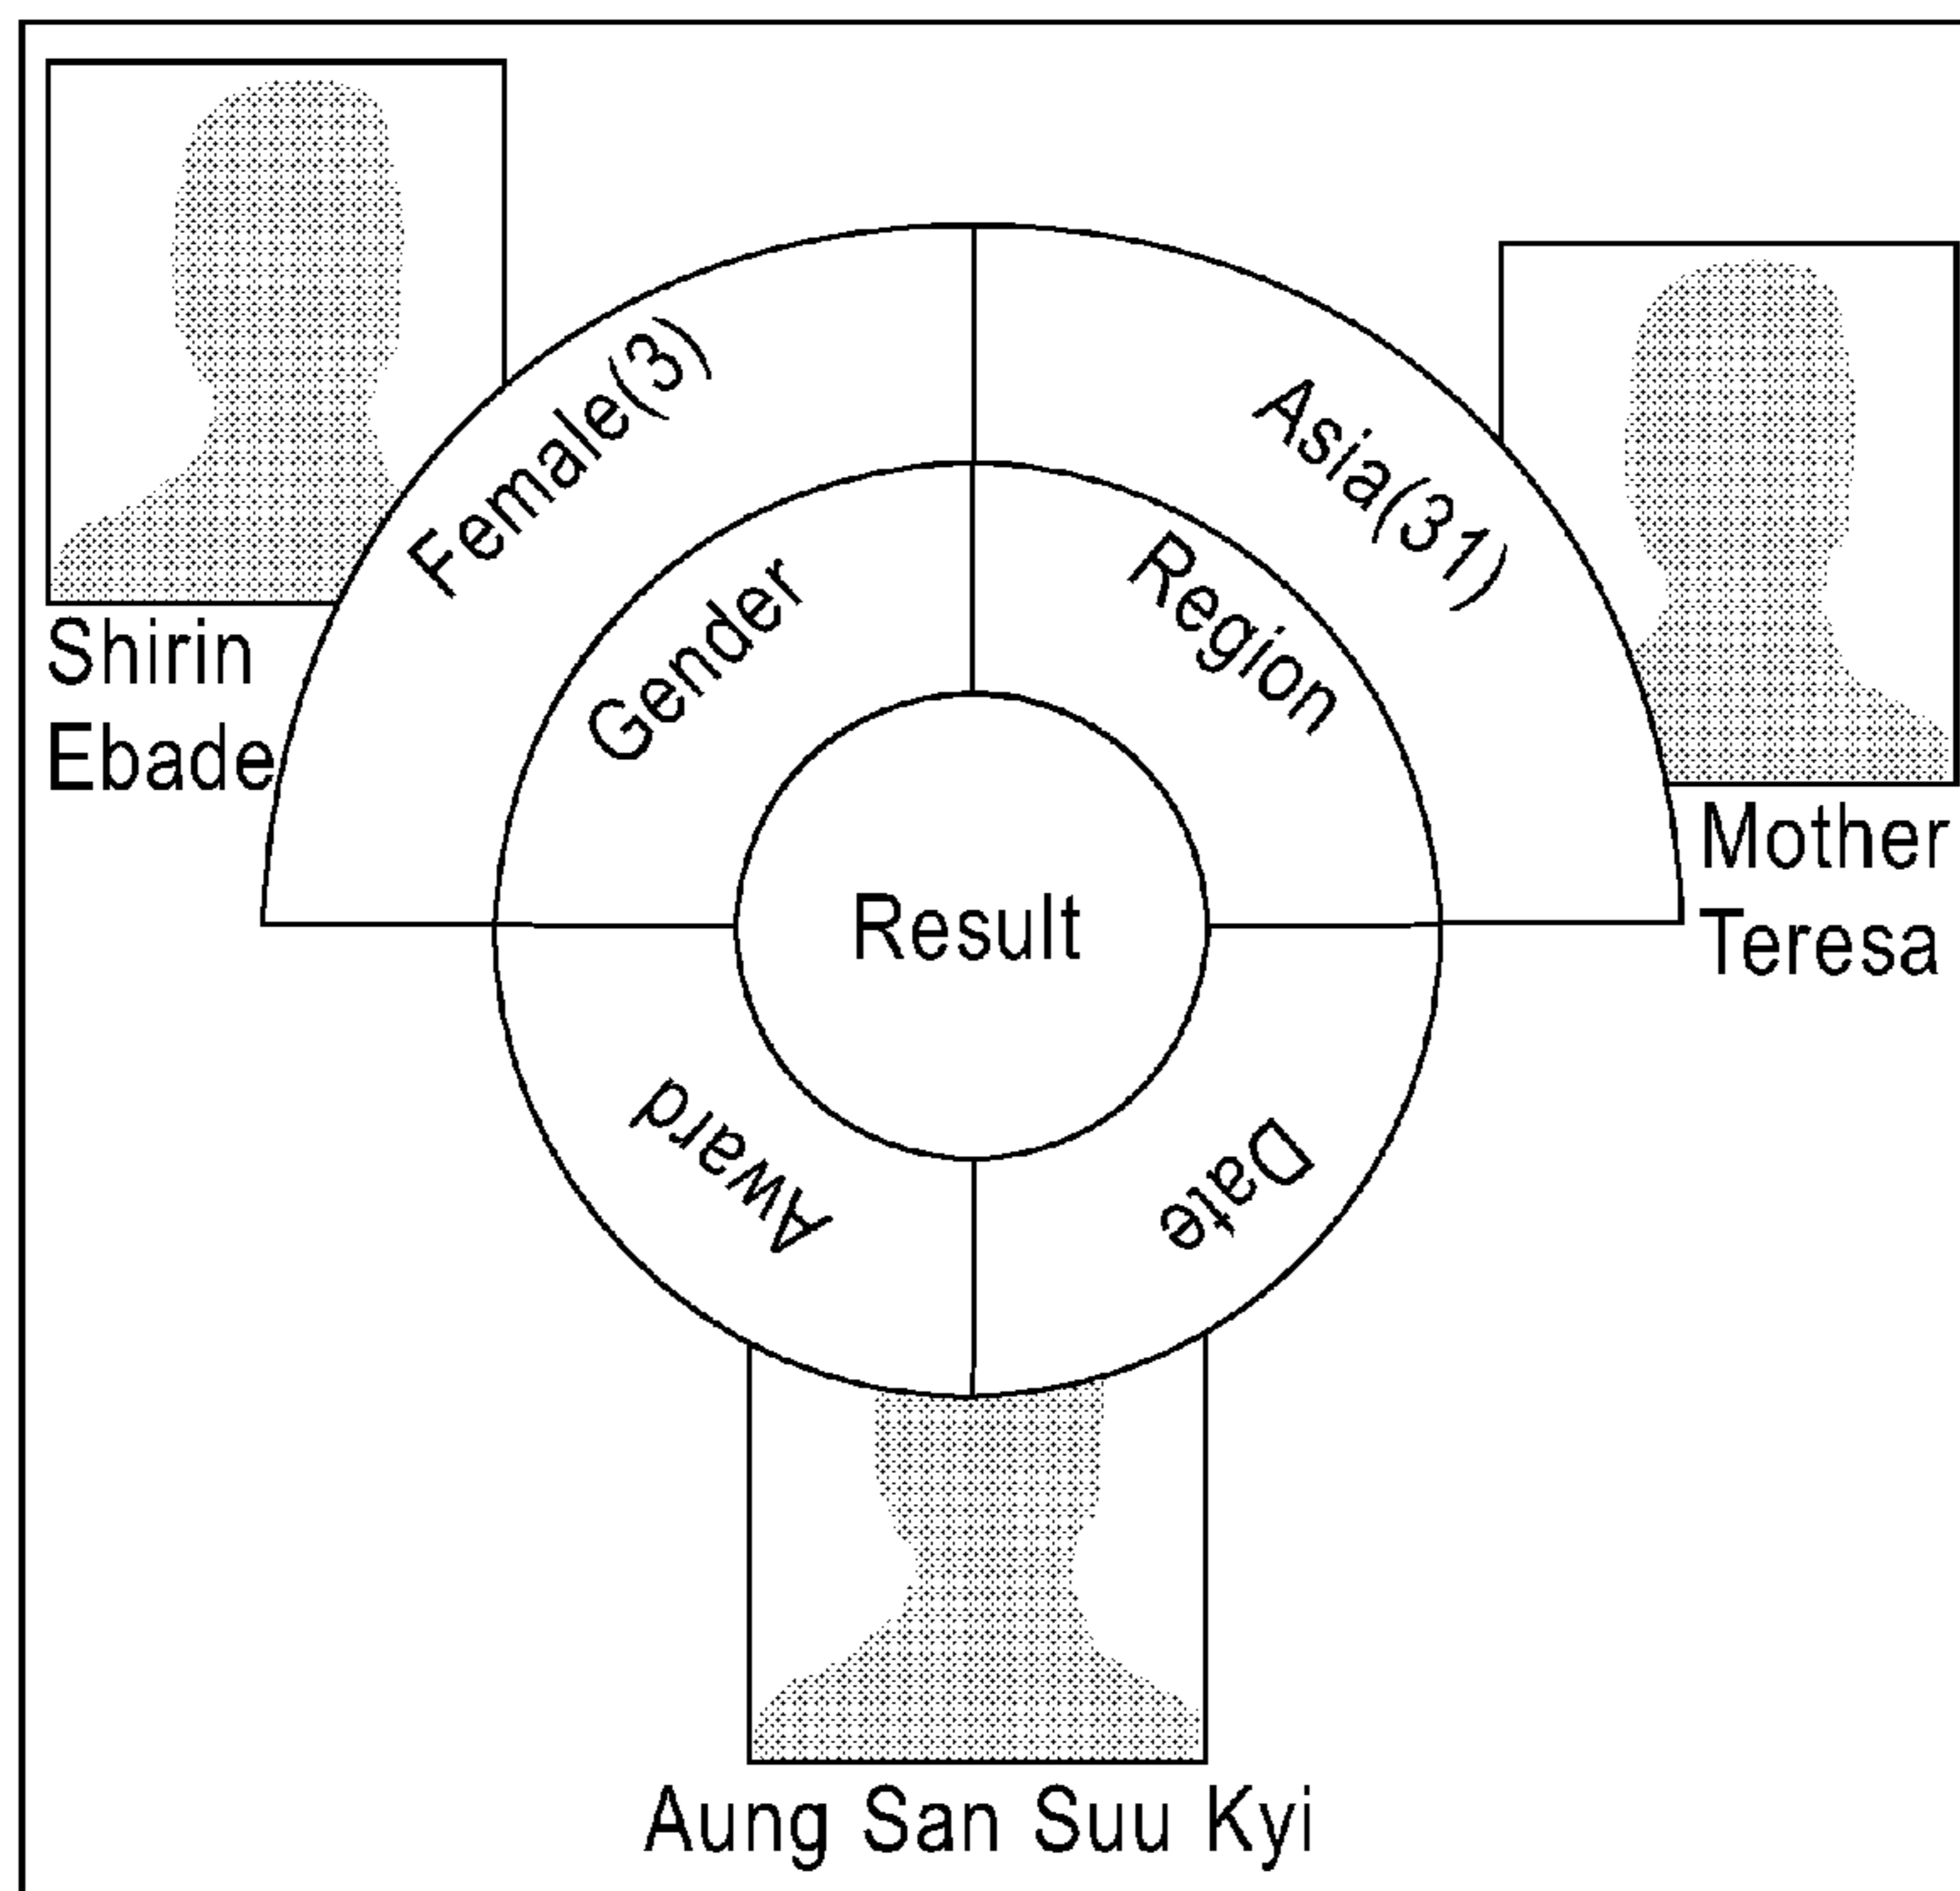 Female(3)
Asia(31)
Gender
Region
Shirin
Ebade
Mother
Teresa
Result
Award
Date
Aung San Suu Kyi